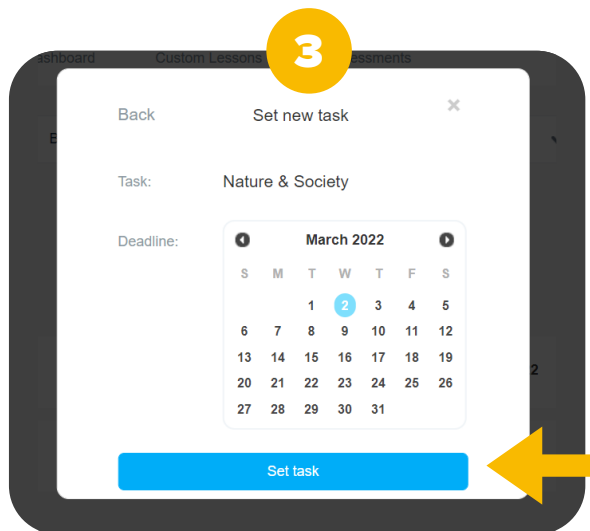 3
Dashboard Custom Lessons
Back Set new task ×
Task: Nature & Society
Deadline: March 2022
S M T W T F S
1 2 3 4 5
6 7 8 9 10 11 12
13 14 15 16 17 18 19
20 21 22 23 24 25 26
27 28 29 30 31
2
Set task